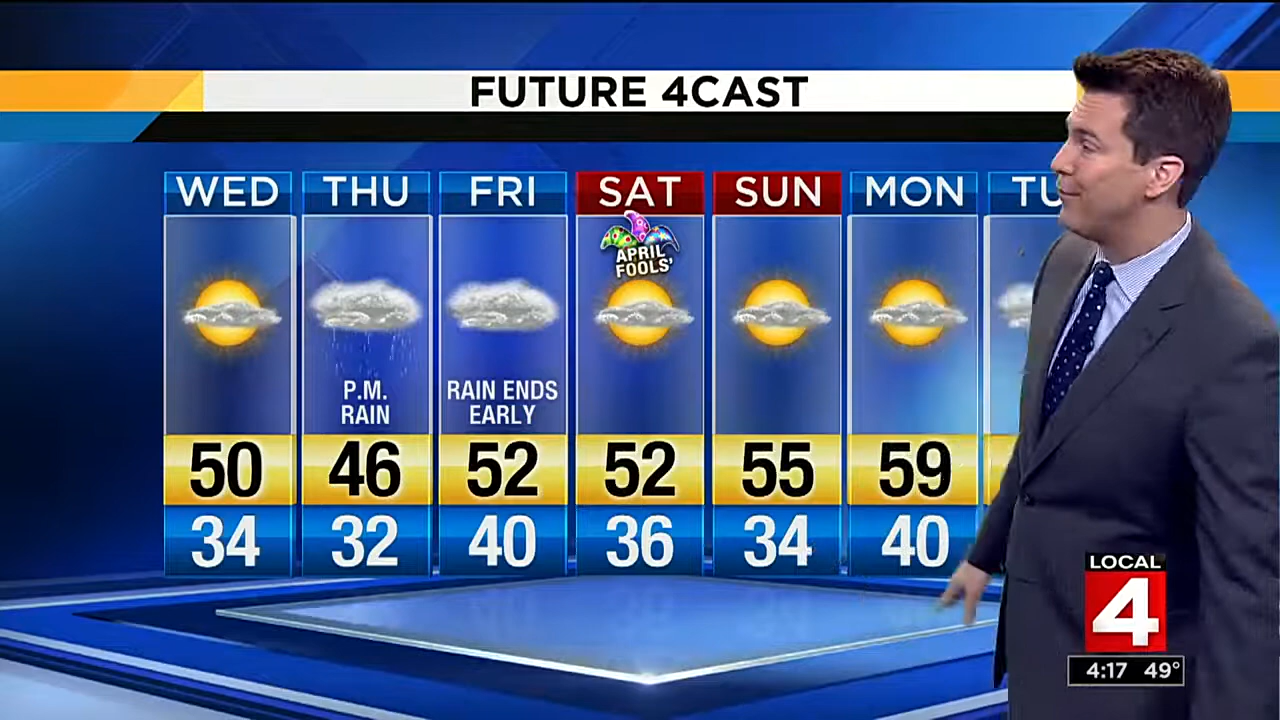 FUTURE 4CAST
WED THU FRI SAT SUN MON TU
APRIL
FOOLS'
P.M.
RAIN
RAIN ENDS
EARLY
50 46 52 52 55 59
34 32 40 36 34 40
LOCAL
4
4:17 49°